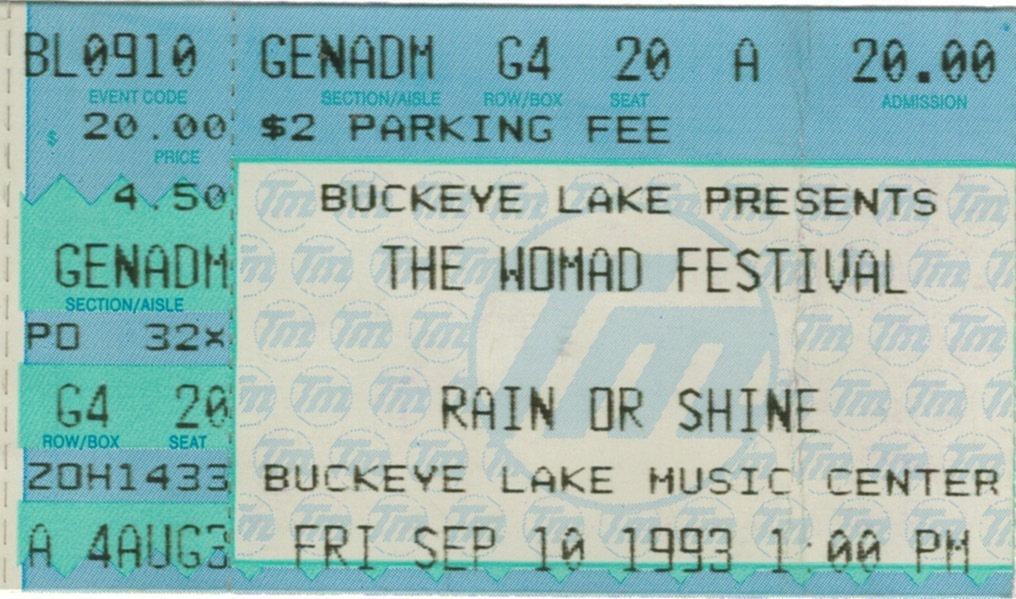 BL0910
EVENT CODE
$ 20.00
PRICE
4.50
GENADM
SECTION/AISLE
PO 32x
G4 20
ROW/BOX SEAT
ZOH1433
A 4AUG3
GENADM G4 20 A 20.00
SECTION/AISLE ROW/BOX SEAT ADMISSION
$2 PARKING FEE
BUCKEYE LAKE PRESENTS
THE WOMAD FESTIVAL
RAIN OR SHINE
BUCKEYE LAKE MUSIC CENTER
FRI SEP 10 1993 1:00 PM